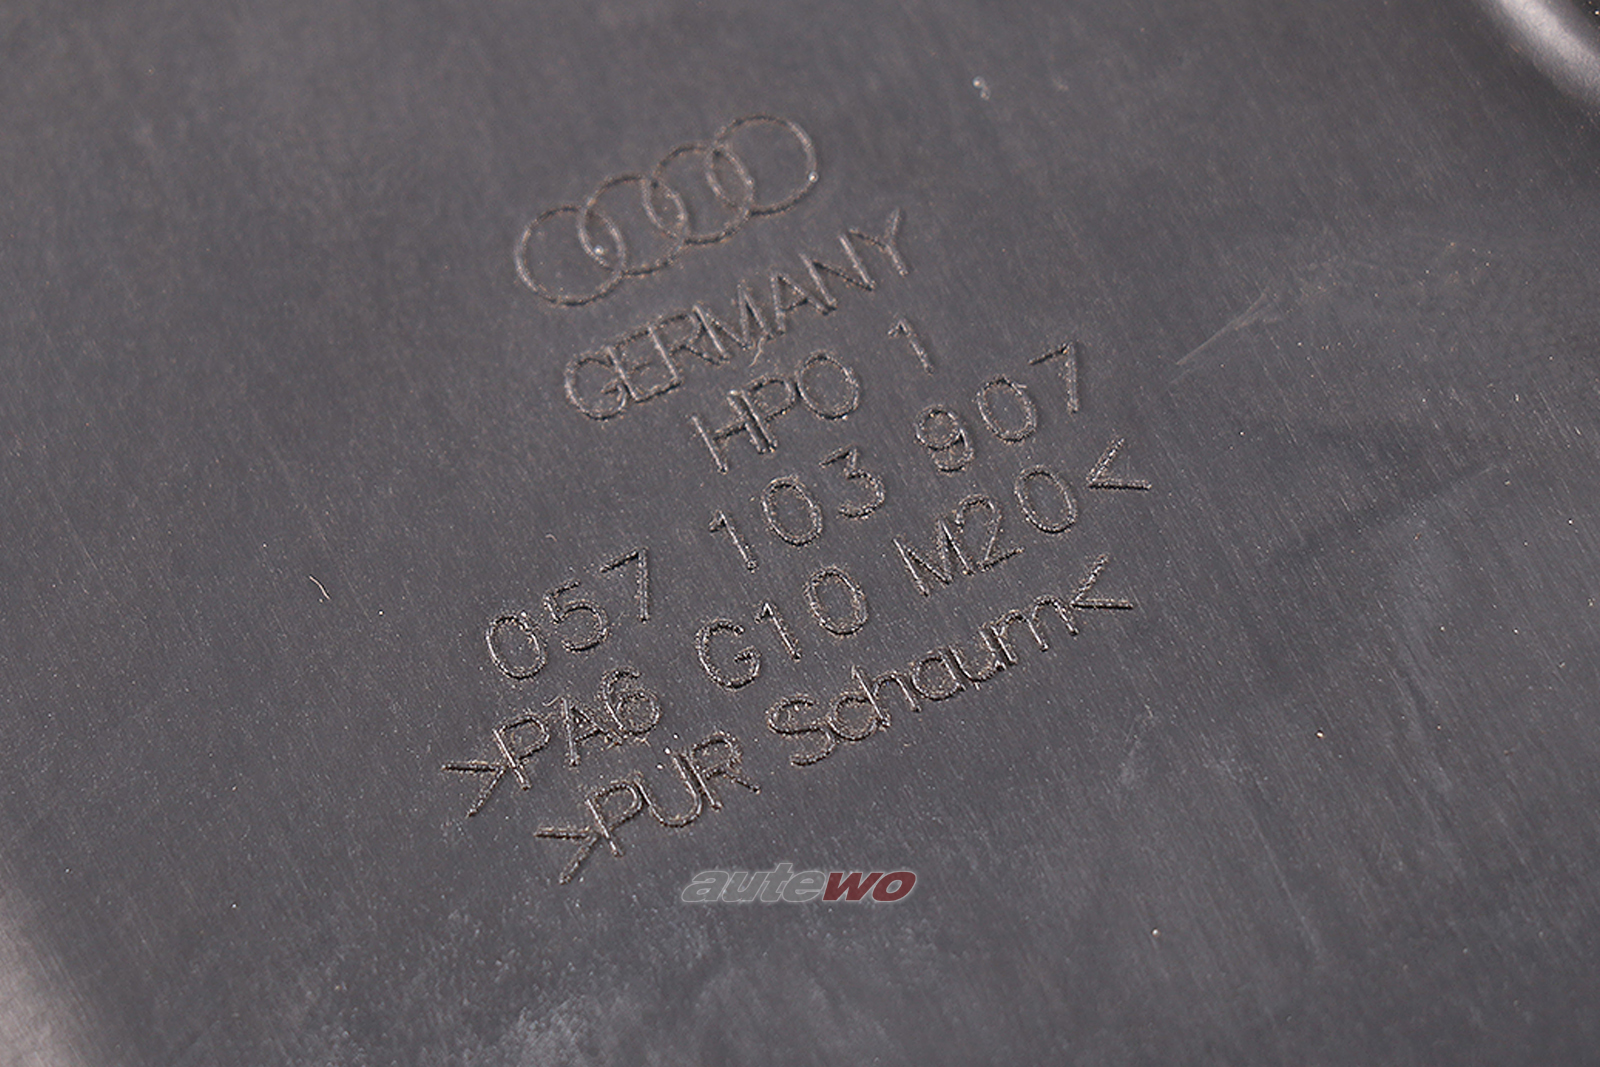 GERMANY
HPO 1
057 103 907
>PA6 G10 M20<
>PUR Schaum<
autewo